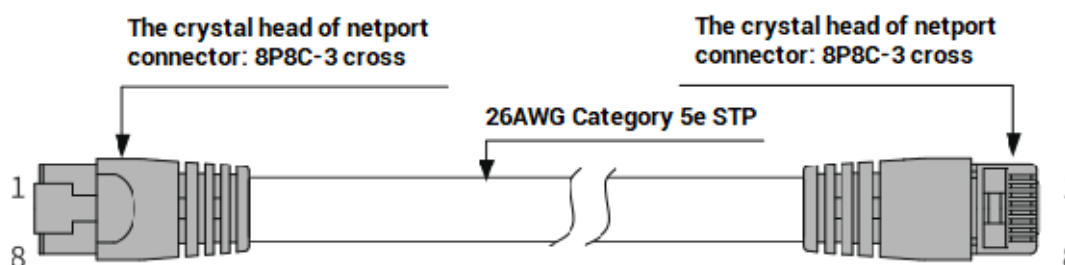 The crystal head of netport
connector: 8P8C-3 cross
The crystal head of netport
connector: 8P8C-3 cross
26AWG Category 5e STP
1
8